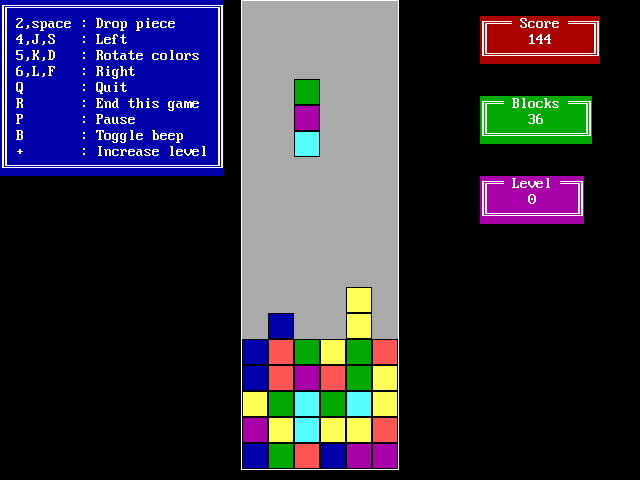 2,space : Drop piece
4,J,S : Left
5,K,D : Rotate colors
6,L,F : Right
Q : Quit
R : End this game
P : Pause
B : Toggle beep
+ : Increase level
Score
144
Blocks
36
Level
0